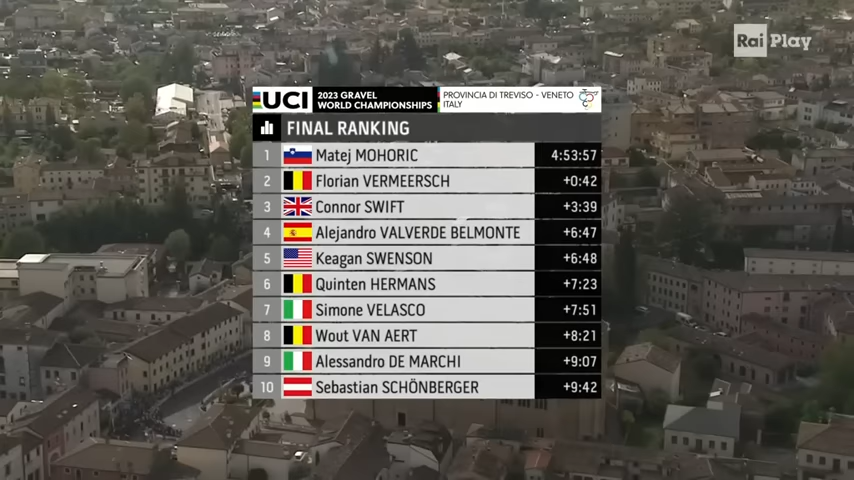 Rai Play
UCI
2023 GRAVEL
WORLD CHAMPIONSHIPS
PROVINCIA DI TREVISO - VENETO
ITALY
FINAL RANKING
1 Matej MOHORIC 4:53:57
2 Florian VERMEERSCH +0:42
3 Connor SWIFT +3:39
4 Alejandro VALVERDE BELMONTE +6:47
5 Keagan SWENSON +6:48
6 Quinten HERMANS +7:23
7 Simone VELASCO +7:51
8 Wout VAN AERT +8:21
9 Alessandro DE MARCHI +9:07
10 Sebastian SCHÖNBERGER +9:42